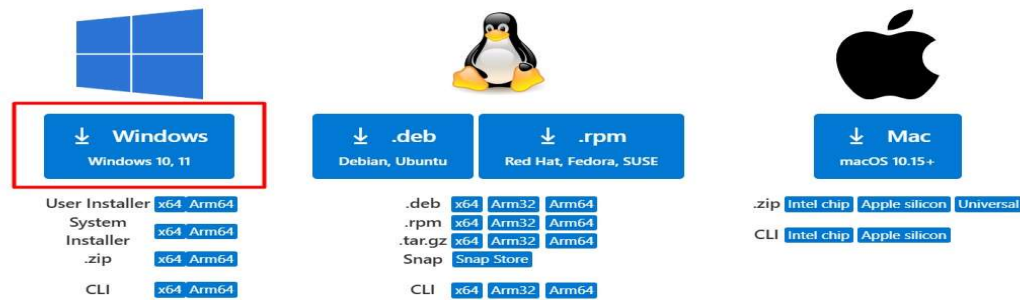 Windows
Windows 10, 11
User Installer x64 Arm64
System
Installer
x64 Arm64
.zip x64 Arm64
CLI x64 Arm64
.deb
Debian, Ubuntu
.rpm
Red Hat, Fedora, SUSE
.deb x64 Arm32 Arm64
.rpm x64 Arm32 Arm64
.tar.gz x64 Arm32 Arm64
Snap Snap Store
CLI x64 Arm32 Arm64
Mac
macOS 10.15+
.zip Intel chip Apple silicon Universal
CLI Intel chip Apple silicon